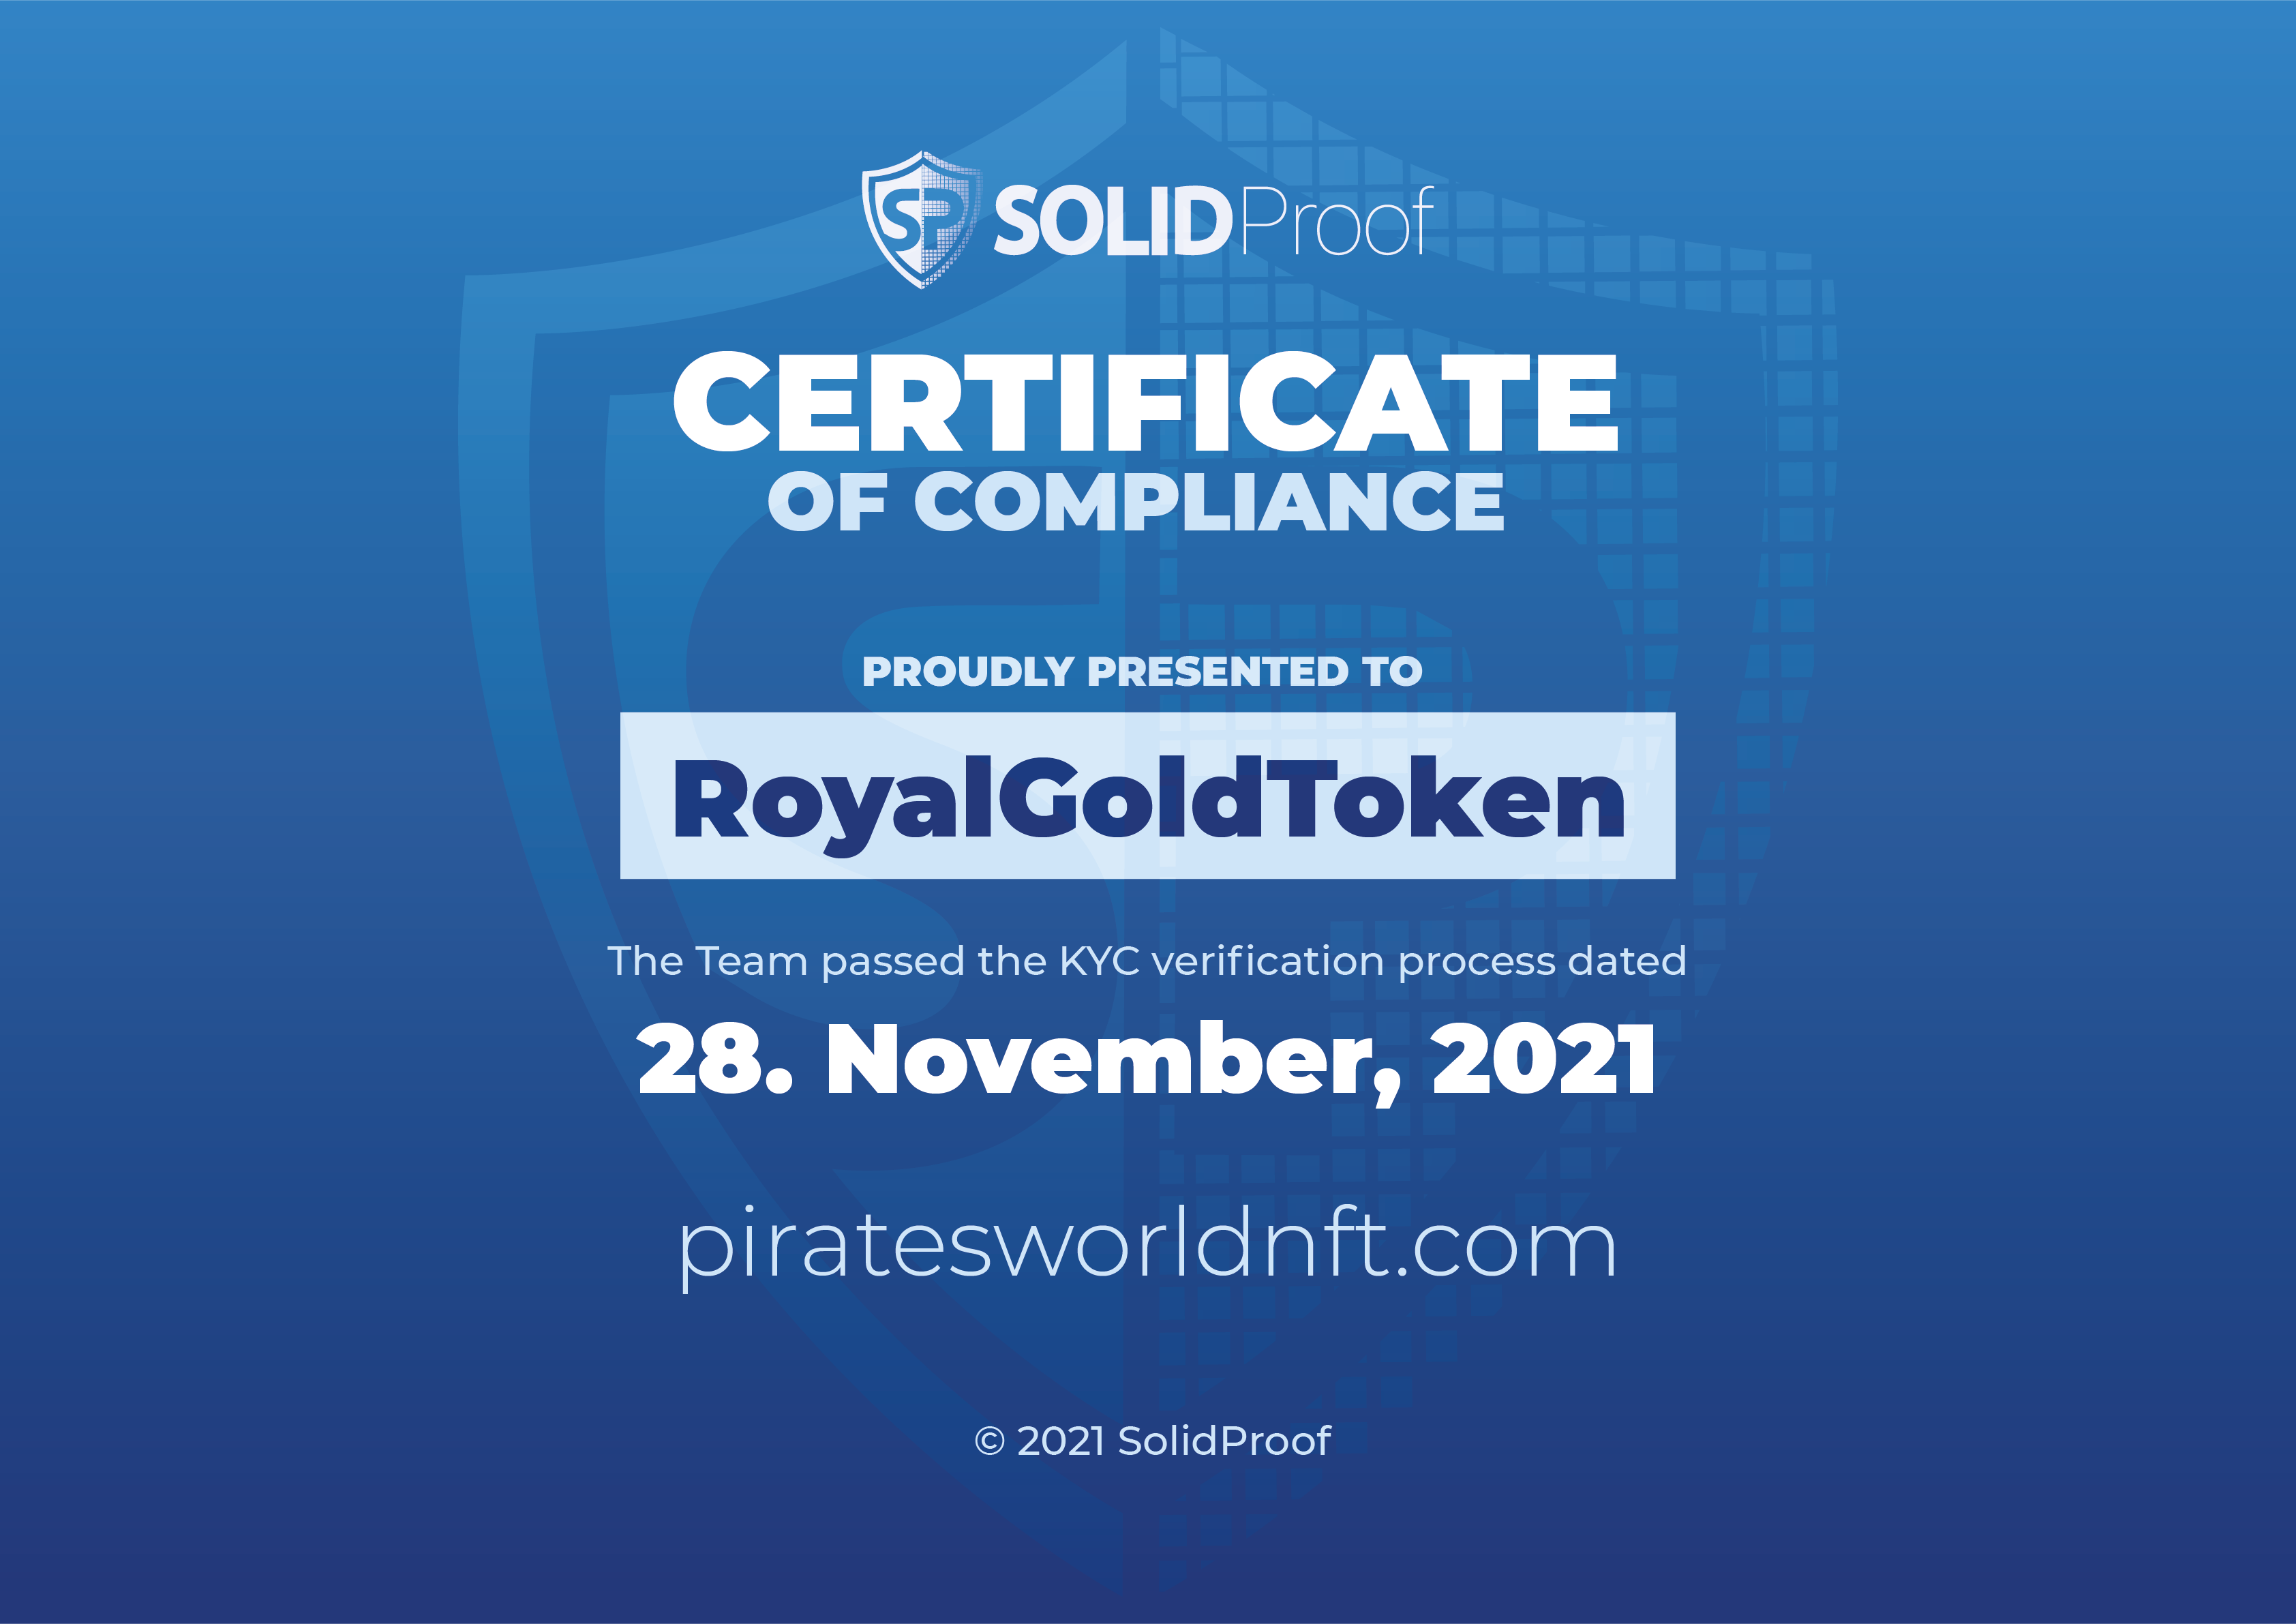 SP SOLIDProof
CERTIFICATE
OF COMPLIANCE
PROUDLY PRESENTED TO
RoyalGoldToken
The Team passed the KYC verification process dated
28. November, 2021
piratesworldnft.com
© 2021 SolidProof